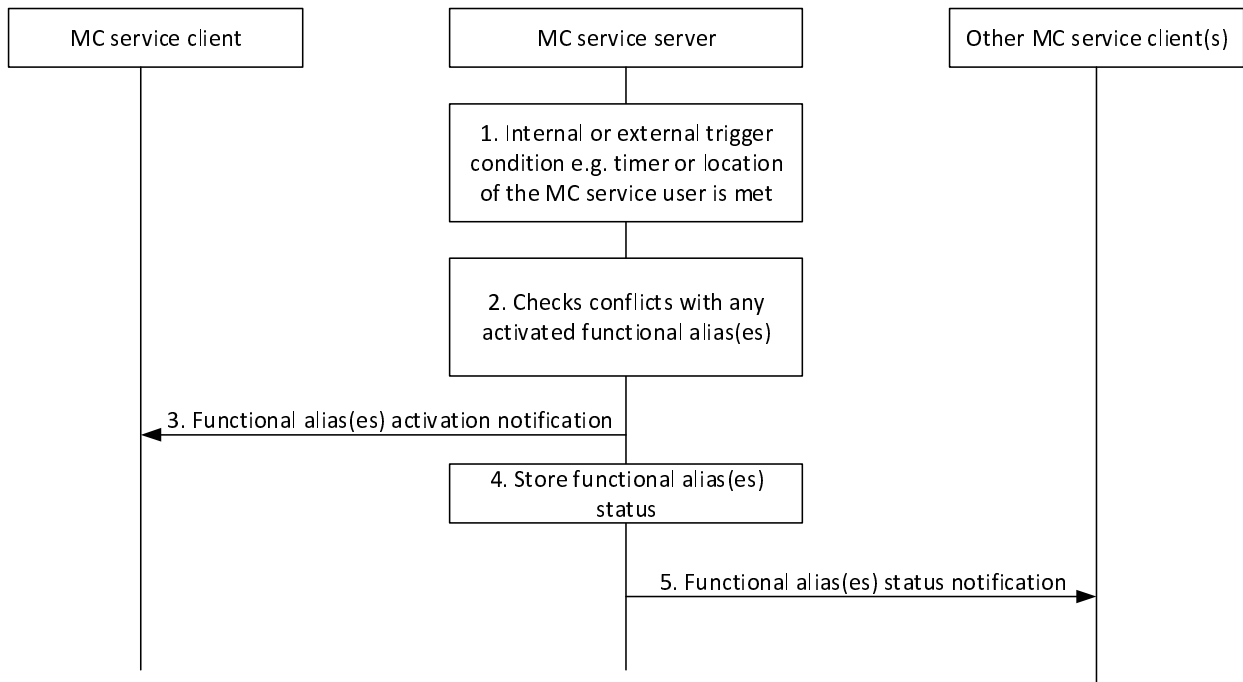 MC service client
MC service server
Other MC service client(s)
1. Internal or external trigger
condition e.g. timer or location
of the MC service user is met
2. Checks conflicts with any
activated functional alias(es)
3. Functional alias(es) activation notification
4. Store functional alias(es)
status
5. Functional alias(es) status notification